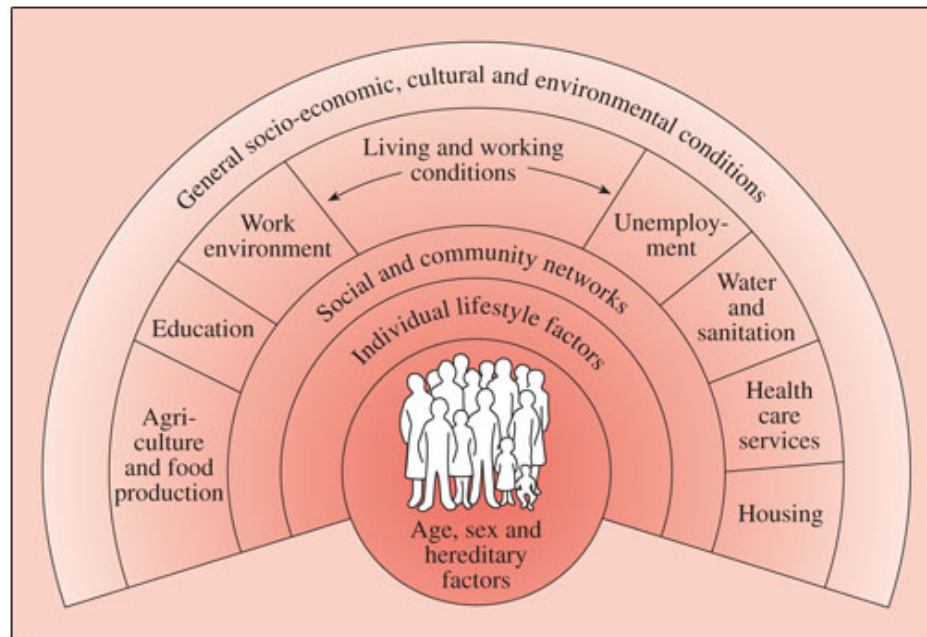 General socio-economic, cultural and environmental conditions
Living and working
conditions
Work
environment
Unemploy-
ment
Education
Water
and
sanitation
Agri-
culture
and food
production
Health
care
services
Housing
Social and community networks
Individual lifestyle factors
Age, sex and
hereditary
factors